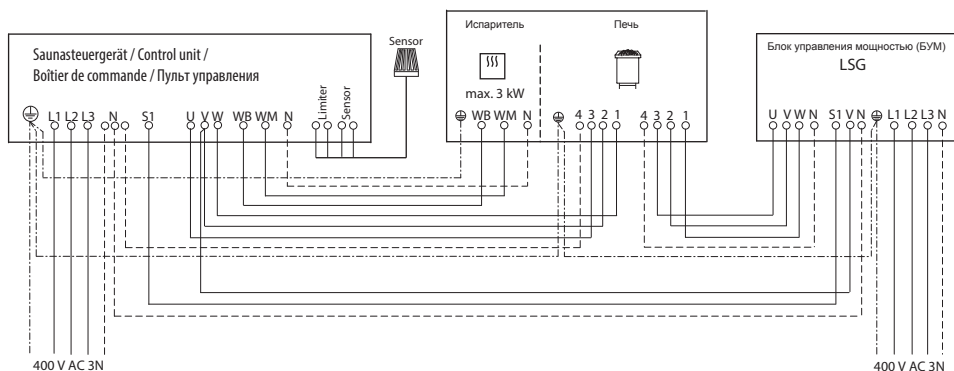 Saunasteuergerät / Control unit /
Boîtier de commande / Пульт управления
Sensor
Испаритель
Печь
max. 3 kW
Блок управления мощностью (БУМ)
LSG
L1 L2 L3 N S1 U V W WB WM N Limiter Sensor
WB WM N 4 3 2 1 4 3 2 1
U V W N S1 V N L1 L2 L3 N
400 V AC 3N
400 V AC 3N